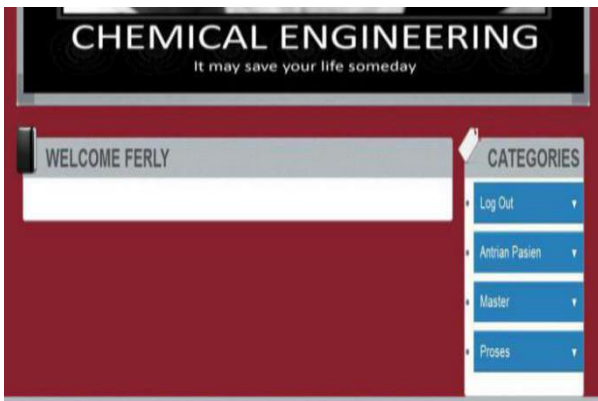 CHEMICAL ENGINEERING
It may save your life someday
WELCOME FERLY
CATEGORIES
Log Out
Antrian Pasien
Master
Proses